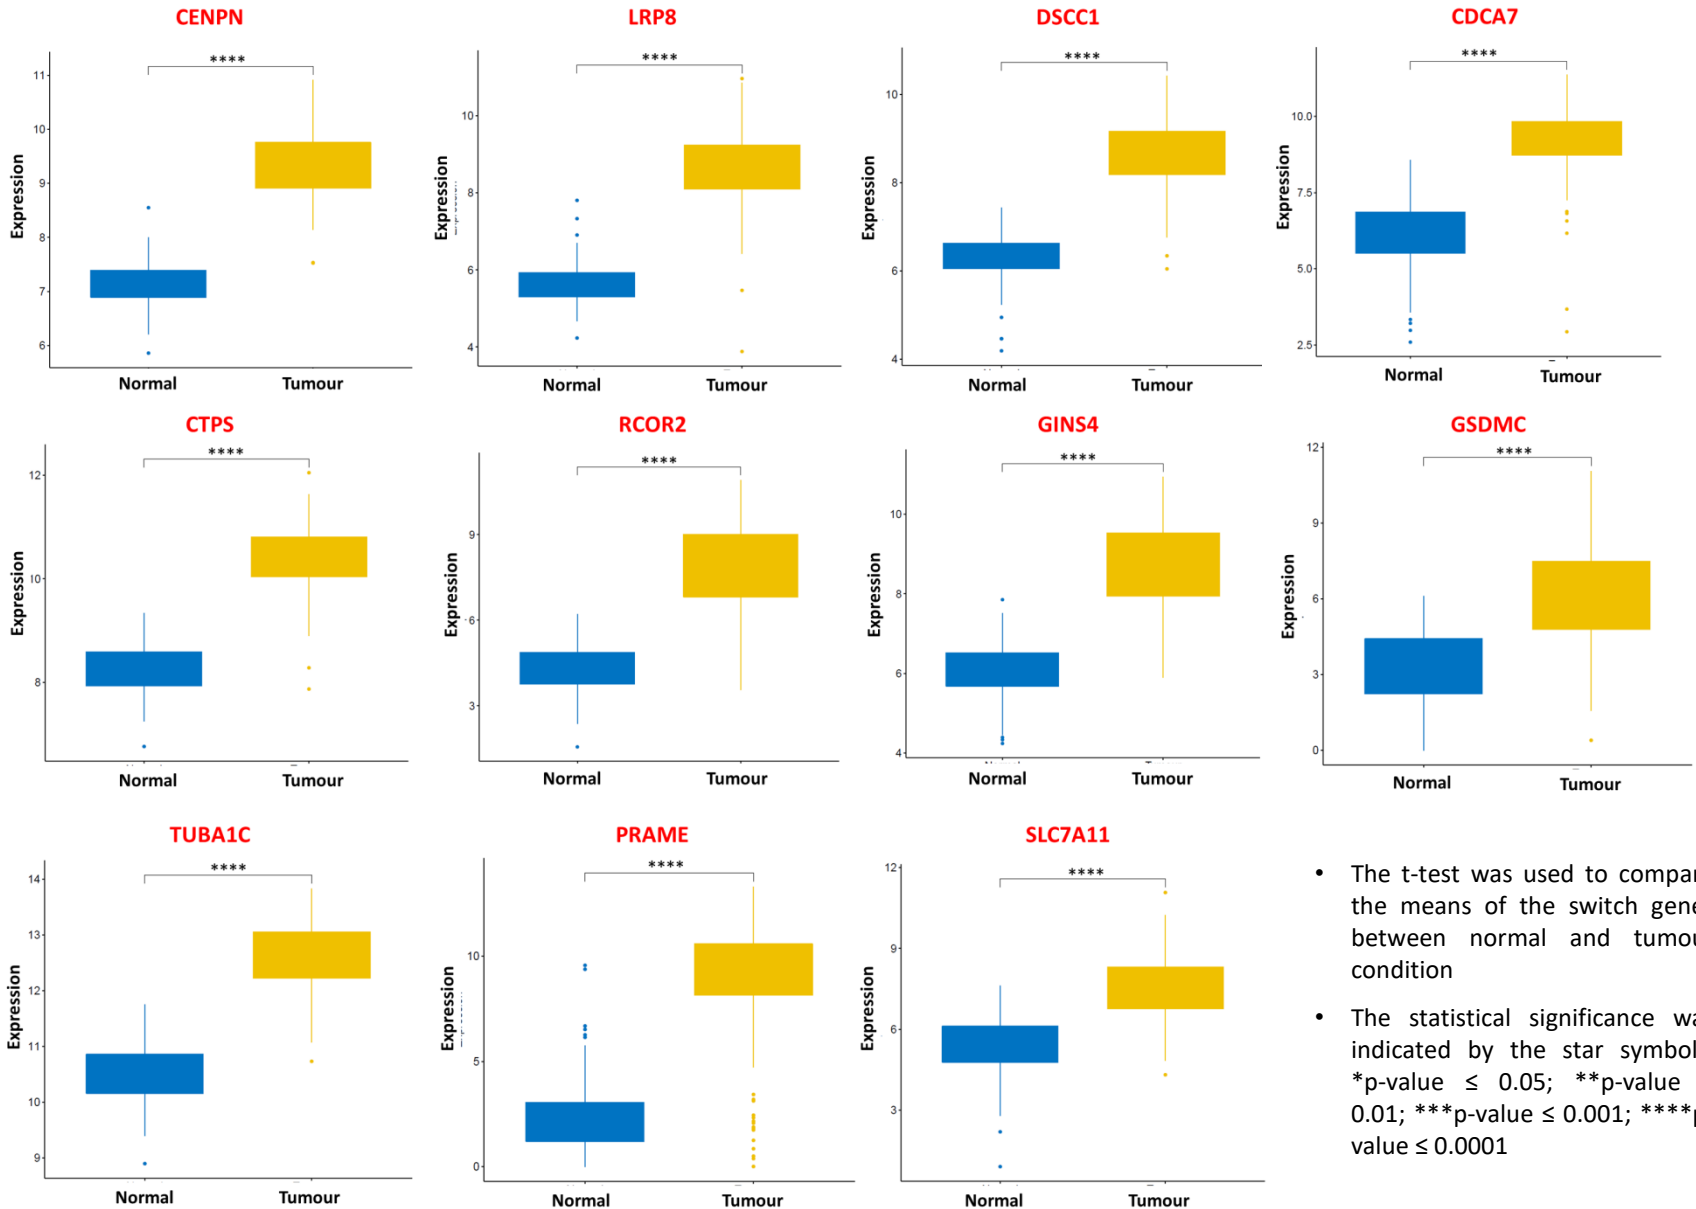 CENPN
LRP8
DSCC1
CDCA7
****
****
****
****
11
10
9
8
7
6
Expression
Normal
Tumour
10
8
6
4
Expression
Normal
Tumour
10
8
6
4
Expression
Normal
Tumour
10.0
7.5
5.0
2.5
Expression
Normal
Tumour
CTPS
RCOR2
GINS4
GSDMC
****
****
****
****
12
10
8
Expression
Normal
Tumour
9
6
3
Expression
Normal
Tumour
10
8
6
4
Expression
Normal
Tumour
12
9
6
3
0
Expression
Normal
Tumour
TUBA1C
PRAME
SLC7A11
****
****
****
14
13
12
11
10
9
Expression
Normal
Tumour
10
5
0
Expression
Normal
Tumour
12
9
6
3
Expression
Normal
Tumour
• The t-test was used to compar
the means of the switch gene
between normal and tumou
condition
• The statistical significance wa
indicated by the star symbol
*p-value ≤ 0.05; **p-value
0.01; ***p-value ≤ 0.001; ****p
value ≤ 0.0001